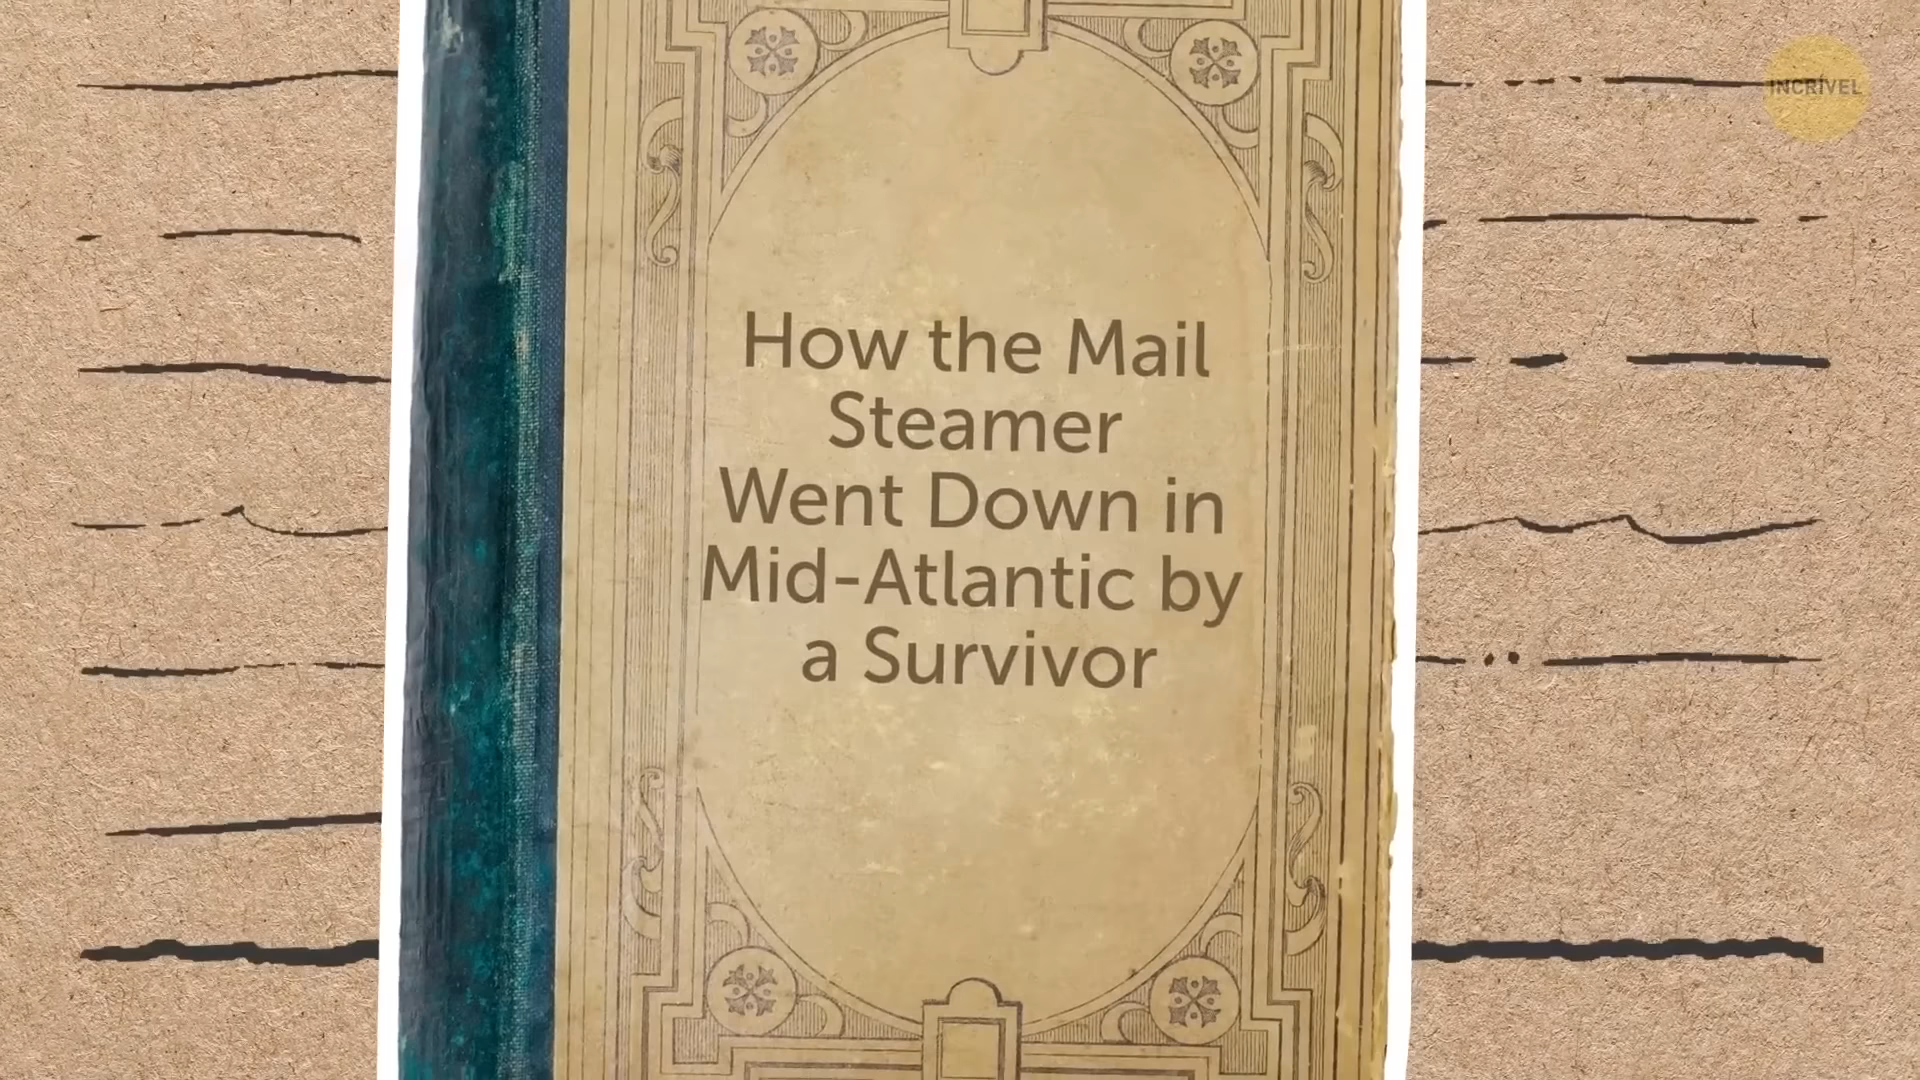 INCRÍVEL
How the Mail
Steamer
Went Down in
Mid-Atlantic by
a Survivor